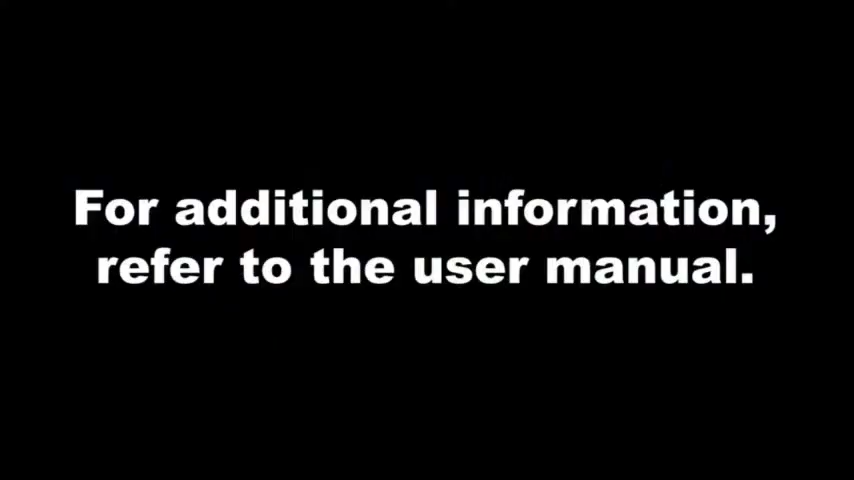 For additional information,
refer to the user manual.